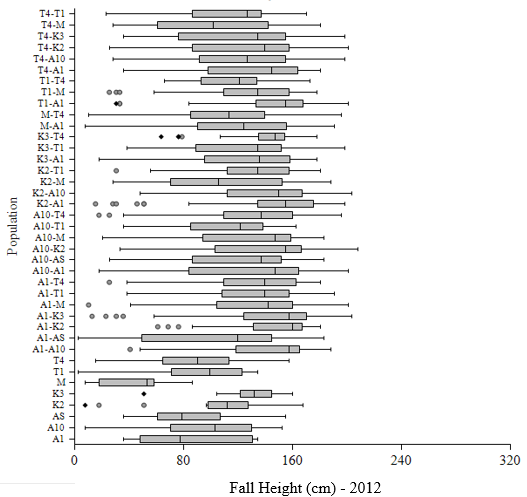 T4-T1
T4-M
T4-K3
T4-K2
T4-A10
T4-A1
T1-T4
T1-M
T1-A1
M-T4
M-A1
K3-T4
K3-T1
K3-A1
K2-T1
K2-M
K2-A10
K2-A1
A10-T4
A10-T1
A10-M
A10-K2
A10-AS
A10-A1
A1-T4
A1-T1
A1-M
A1-K3
A1-K2
A1-AS
A1-A10
T4
T1
M
K3
K2
AS
A10
A1
Population
0 80 160 240 320
Fall Height (cm) - 2012